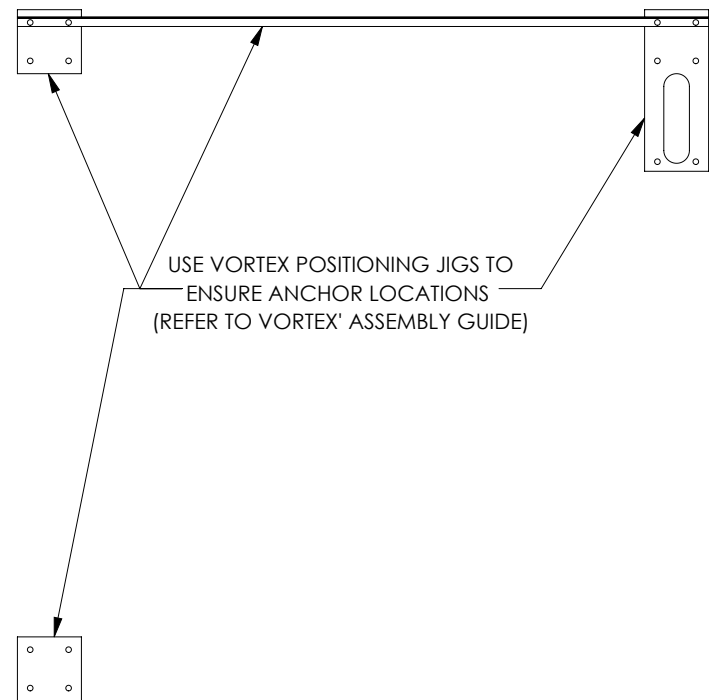 USE VORTEX POSITIONING JIGS TO
ENSURE ANCHOR LOCATIONS
(REFER TO VORTEX' ASSEMBLY GUIDE)